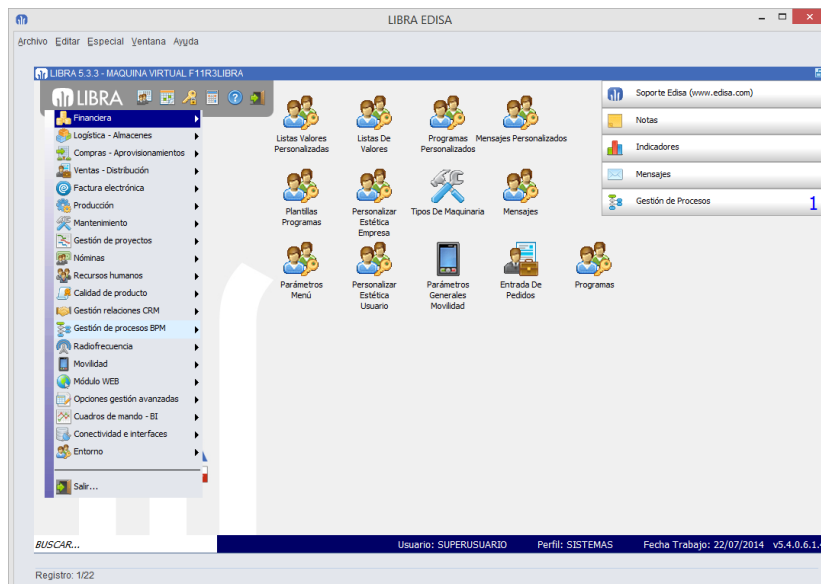 LIBRA EDISA
Archivo Editar Especial Ventana Ayuda
LIBRA 5.3.3 - MAQUINA VIRTUAL F11R3LIBRA
LIBRA
Financiera
Logística - Almacenes
Compras - Aprovisionamientos
Ventas - Distribución
Factura electrónica
Producción
Mantenimiento
Gestión de proyectos
Nóminas
Recursos humanos
Calidad de producto
Gestión relaciones CRM
Gestión de procesos BPM
Radiofrecuencia
Movilidad
Módulo WEB
Opciones gestión avanzadas
Cuadros de mando - BI
Conectividad e interfaces
Entorno
Salir...
Listas Valores
Personalizadas
Listas De
Valores
Programas
Personalizados
Mensajes Personalizados
Plantillas
Programas
Personalizar
Estética
Empresa
Tipos De Maquinaria
Mensajes
Parámetros
Menú
Personalizar
Estética
Usuario
Parámetros
Generales
Movilidad
Entrada De
Pedidos
Programas
Soporte Edisa (www.edisa.com)
Notas
Indicadores
Mensajes
Gestión de Procesos 1
BUSCAR... Usuario: SUPERUSUARIO Perfil: SISTEMAS Fecha Trabajo: 22/07/2014 v5.4.0.6.1.
Registro: 1/22